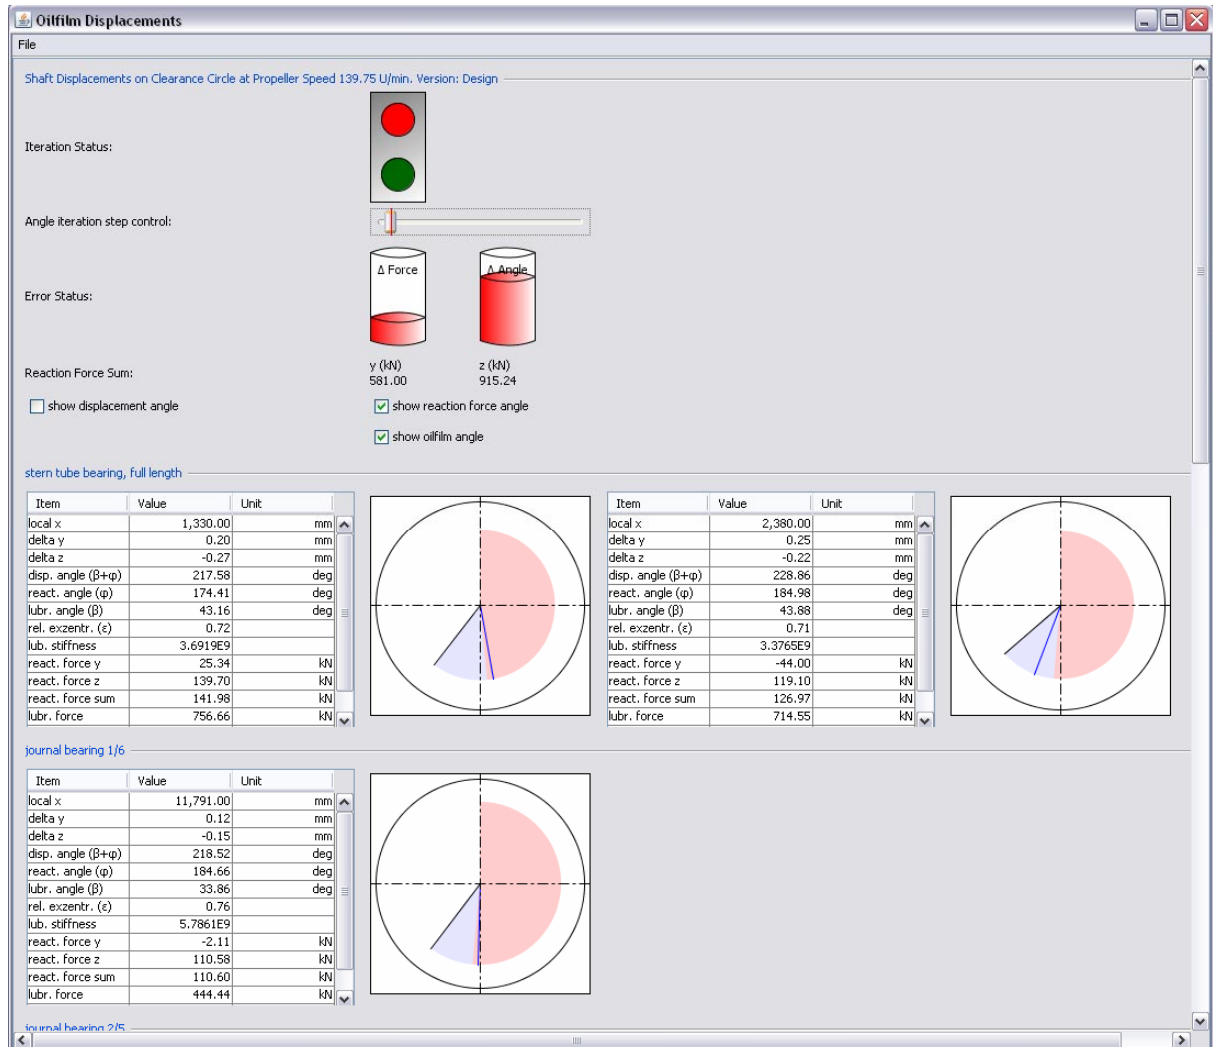 Oilfilm Displacements
File
Shaft Displacements on Clearance Circle at Propeller Speed 139.75 U/min. Version: Design
Iteration Status:
Angle iteration step control:
Δ Force Δ Angle
Error Status:
y (kN) z (kN)
Reaction Force Sum:
581.00 915.24
show displacement angle show reaction force angle
show oilfilm angle
stern tube bearing, full length
Item Value Unit
local x 1,330.00 mm
delta y 0.20 mm
delta z -0.27 mm
disp. angle (β+φ) 217.58 deg
react. angle (φ) 174.41 deg
lubr. angle (β) 43.16 deg
rel. exzentr. (ε) 0.72
lub. stiffness 3.6919E9
react. force y 25.34 kN
react. force z 139.70 kN
react. force sum 141.98 kN
lubr. force 756.66 kN
Item Value Unit
local x 2,380.00 mm
delta y 0.25 mm
delta z -0.22 mm
disp. angle (β+φ) 228.86 deg
react. angle (φ) 184.98 deg
lubr. angle (β) 43.88 deg
rel. exzentr. (ε) 0.71
lub. stiffness 3.3765E9
react. force y -44.00 kN
react. force z 119.10 kN
react. force sum 126.97 kN
lubr. force 714.55 kN
journal bearing 1/6
Item Value Unit
local x 11,791.00 mm
delta y 0.12 mm
delta z -0.15 mm
disp. angle (β+φ) 218.52 deg
react. angle (φ) 184.66 deg
lubr. angle (β) 33.86 deg
rel. exzentr. (ε) 0.76
lub. stiffness 5.7861E9
react. force y -2.11 kN
react. force z 110.58 kN
react. force sum 110.60 kN
lubr. force 444.44 kN
journal bearing 2/5